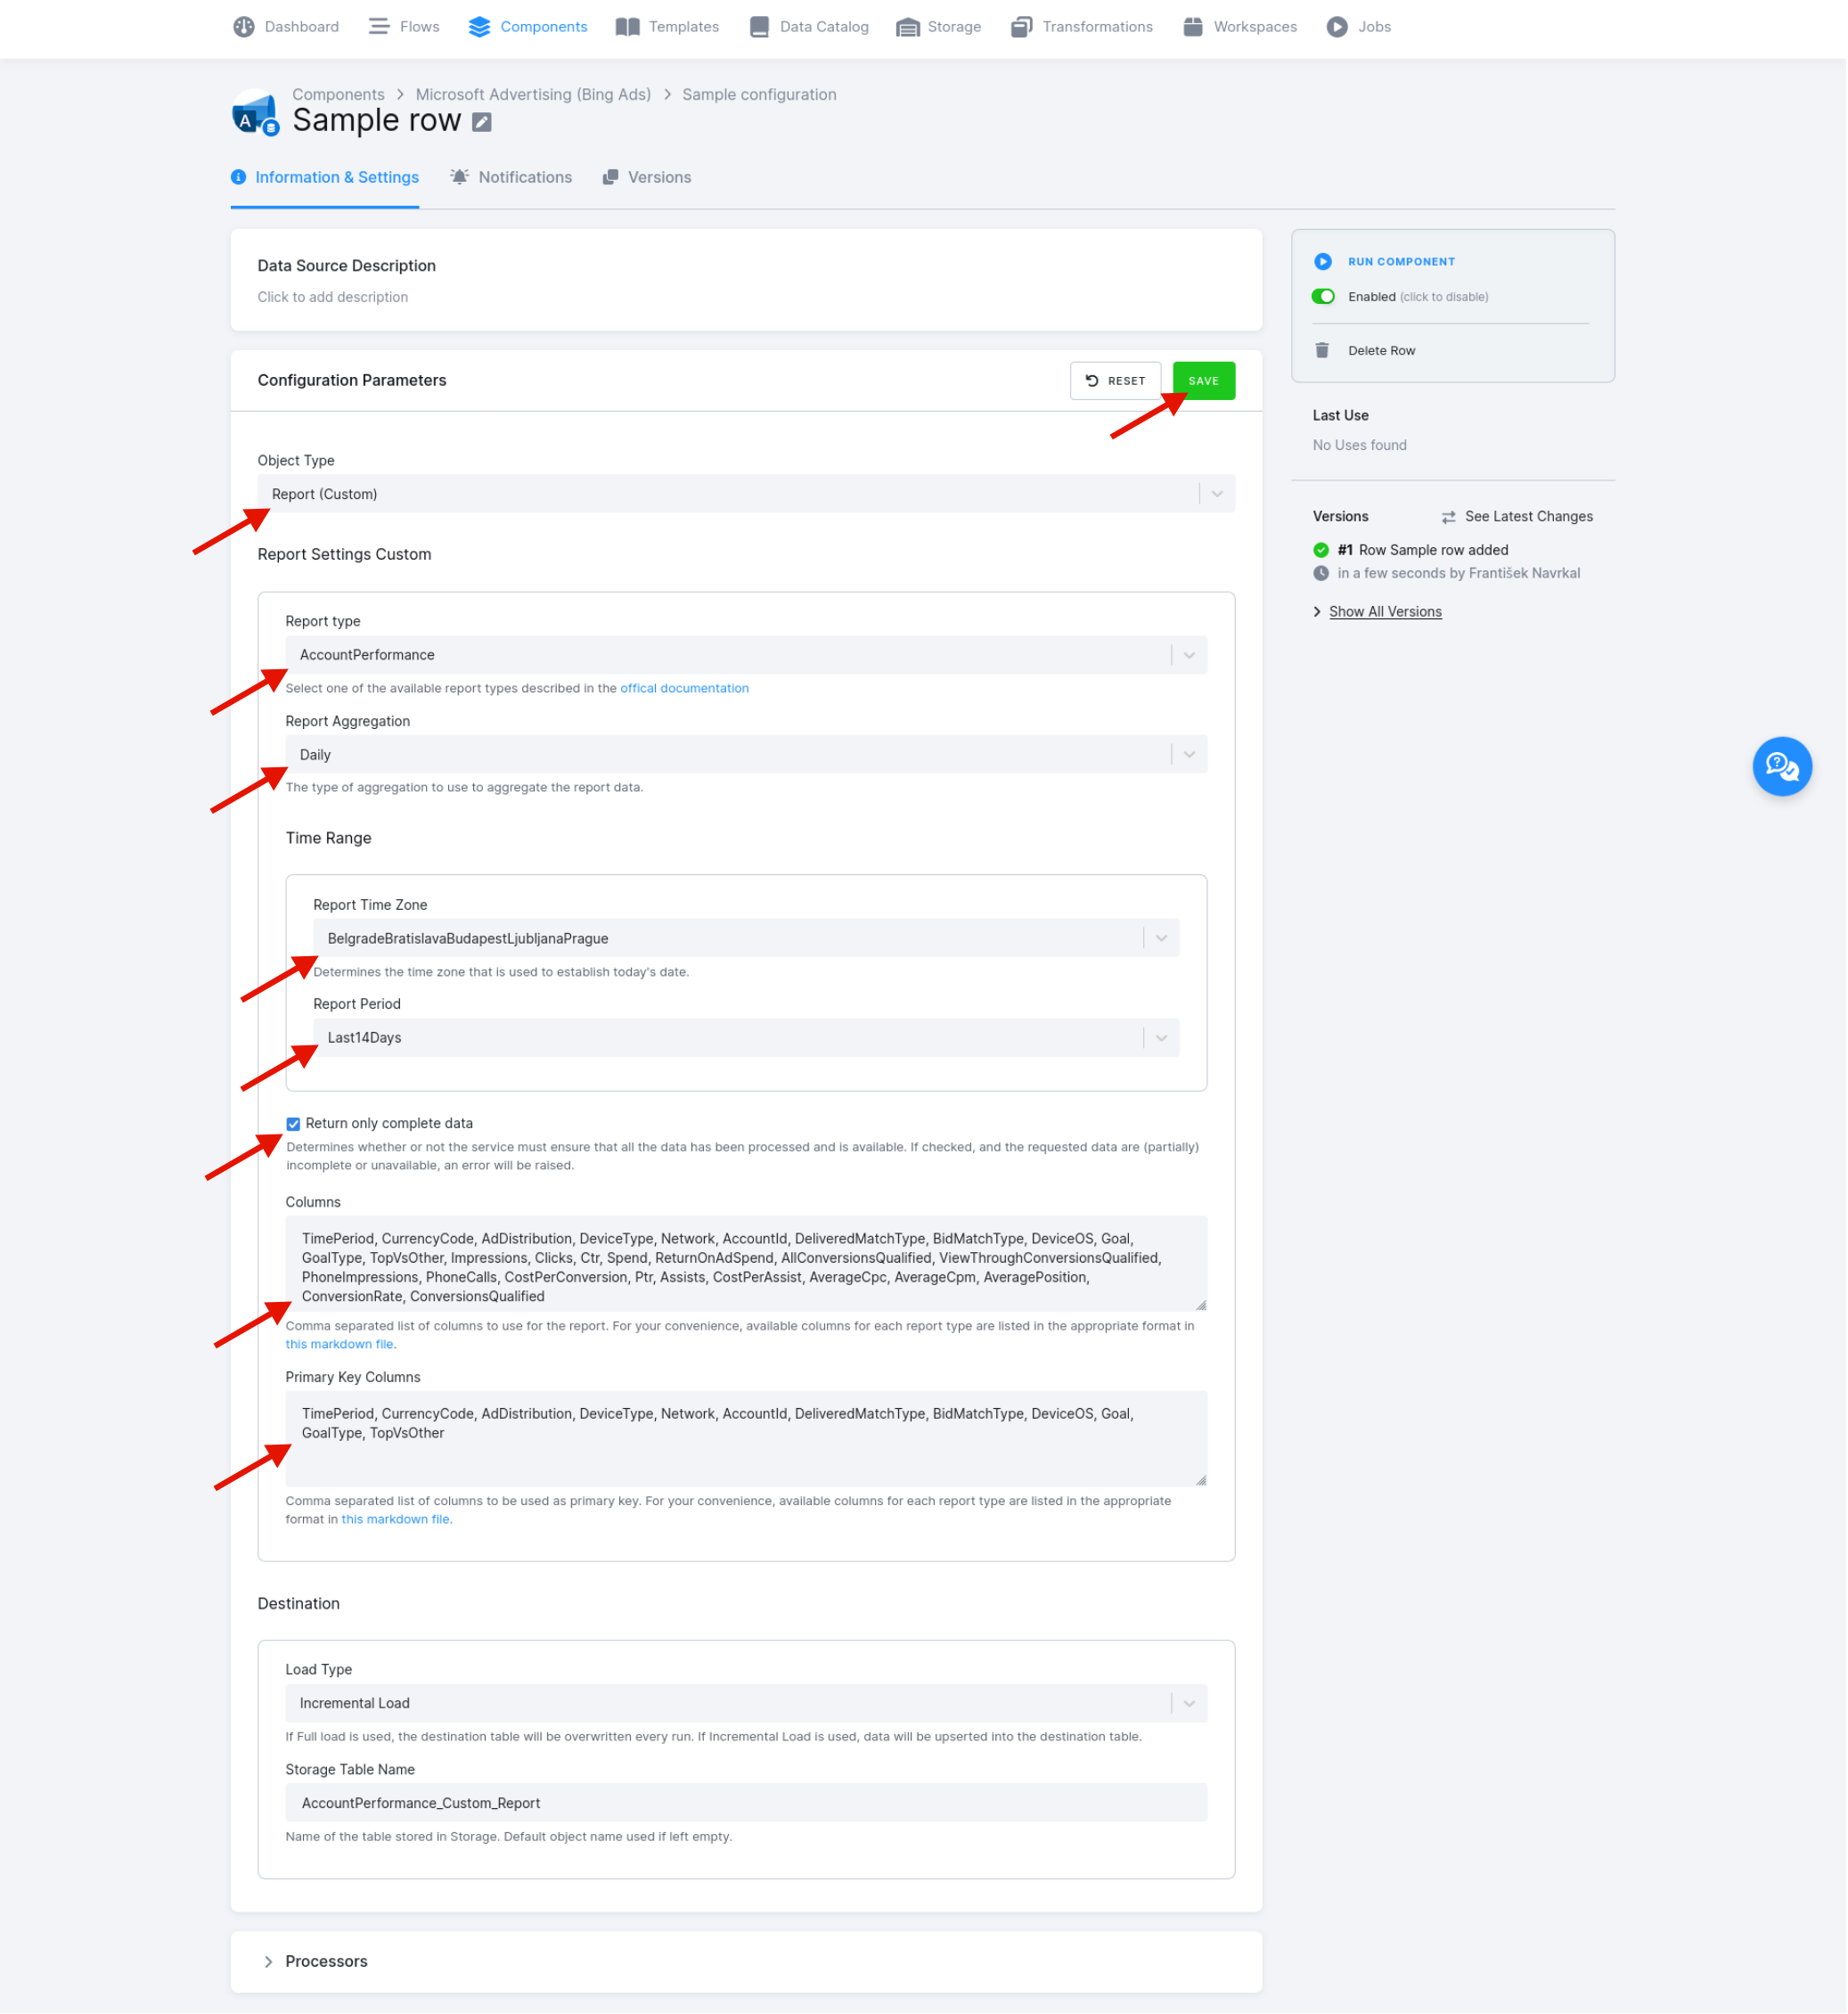 Dashboard Flows Components Templates Data Catalog Storage Transformations Workspaces Jobs
Components > Microsoft Advertising (Bing Ads) > Sample configuration
A
Sample row
Information & Settings Notifications Versions
Data Source Description
Click to add description
Configuration Parameters
RESET SAVE
Object Type
Report (Custom)
Report Settings Custom
Report type
AccountPerformance
Select one of the available report types described in the offical documentation
Report Aggregation
Daily
The type of aggregation to use to aggregate the report data.
Time Range
Report Time Zone
BelgradeBratislavaBudapestLjubljanaPrague
Determines the time zone that is used to establish today's date.
Report Period
Last14Days
Return only complete data
Determines whether or not the service must ensure that all the data has been processed and is available. If checked, and the requested data are (partially)
incomplete or unavailable, an error will be raised.
Columns
TimePeriod, CurrencyCode, AdDistribution, DeviceType, Network, AccountId, DeliveredMatchType, BidMatchType, DeviceOS, Goal,
GoalType, TopVsOther, Impressions, Clicks, Ctr, Spend, ReturnOnAdSpend, AllConversionsQualified, ViewThroughConversionsQualified,
PhoneImpressions, PhoneCalls, CostPerConversion, Ptr, Assists, CostPerAssist, AverageCpc, AverageCpm, AveragePosition,
ConversionRate, ConversionsQualified
Comma separated list of columns to use for the report. For your convenience, available columns for each report type are listed in the appropriate format in
this markdown file.
Primary Key Columns
TimePeriod, CurrencyCode, AdDistribution, DeviceType, Network, AccountId, DeliveredMatchType, BidMatchType, DeviceOS, Goal,
GoalType, TopVsOther
Comma separated list of columns to be used as primary key. For your convenience, available columns for each report type are listed in the appropriate
format in this markdown file.
Destination
Load Type
Incremental Load
If Full load is used, the destination table will be overwritten every run. If Incremental Load is used, data will be upserted into the destination table.
Storage Table Name
AccountPerformance_Custom_Report
Name of the table stored in Storage. Default object name used if left empty.
Processors
RUN COMPONENT
Enabled (click to disable)
Delete Row
Last Use
No Uses found
Versions See Latest Changes
#1 Row Sample row added
in a few seconds by František Navrkal
Show All Versions